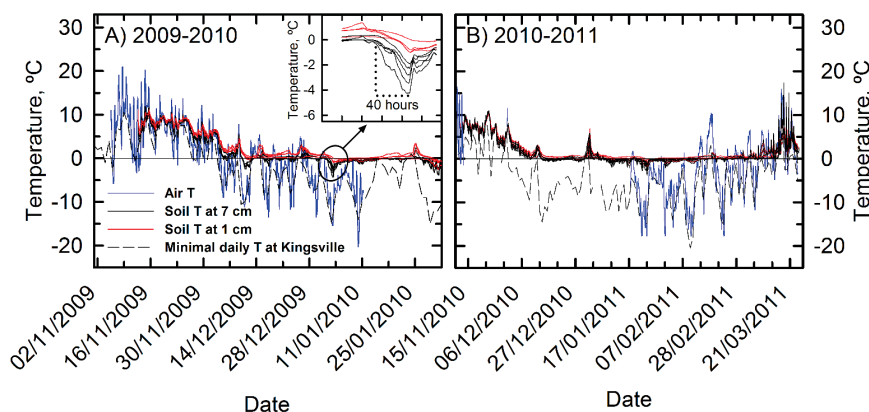 A) 2009-2010
B) 2010-2011
Temperature, ºC
30
20
10
0
-10
-20
Temperature, ºC
0
-2
-4
-6
40 hours
Air T
Soil T at 7 cm
Soil T at 1 cm
Minimal daily T at Kingsville
30
20
10
0
-10
-20
Temperature, ºC
02/11/2009
16/11/2009
30/11/2009
14/12/2009
28/12/2009
11/01/2010
25/01/2010
15/11/2010
06/12/2010
27/12/2010
17/01/2011
07/02/2011
28/02/2011
21/03/2011
Date
Date